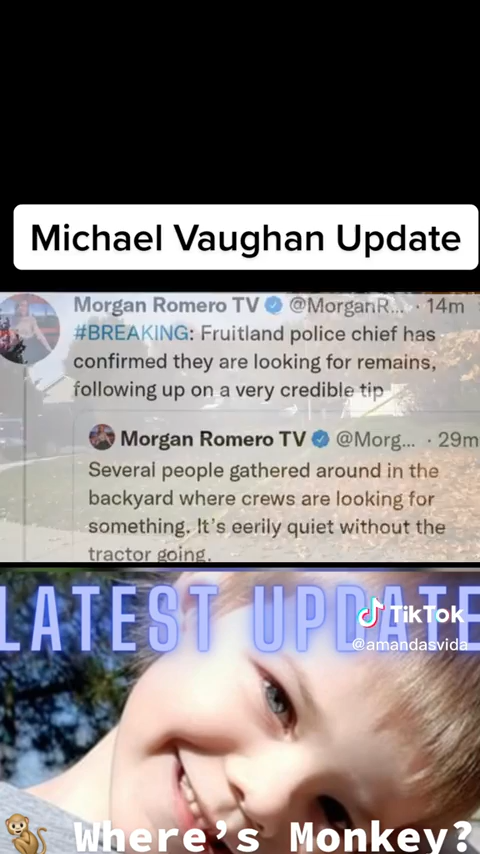 Michael Vaughan Update
Morgan Romero TV @MorganR... · 14m
#BREAKING: Fruitland police chief has
confirmed they are looking for remains,
following up on a very credible tip
Morgan Romero TV @Morg... · 29m
Several people gathered around in the
backyard where crews are looking for
something. It's eerily quiet without the
tractor going.
LATEST UPDATE
TikTok
@amandasvida
Where's Monkey?